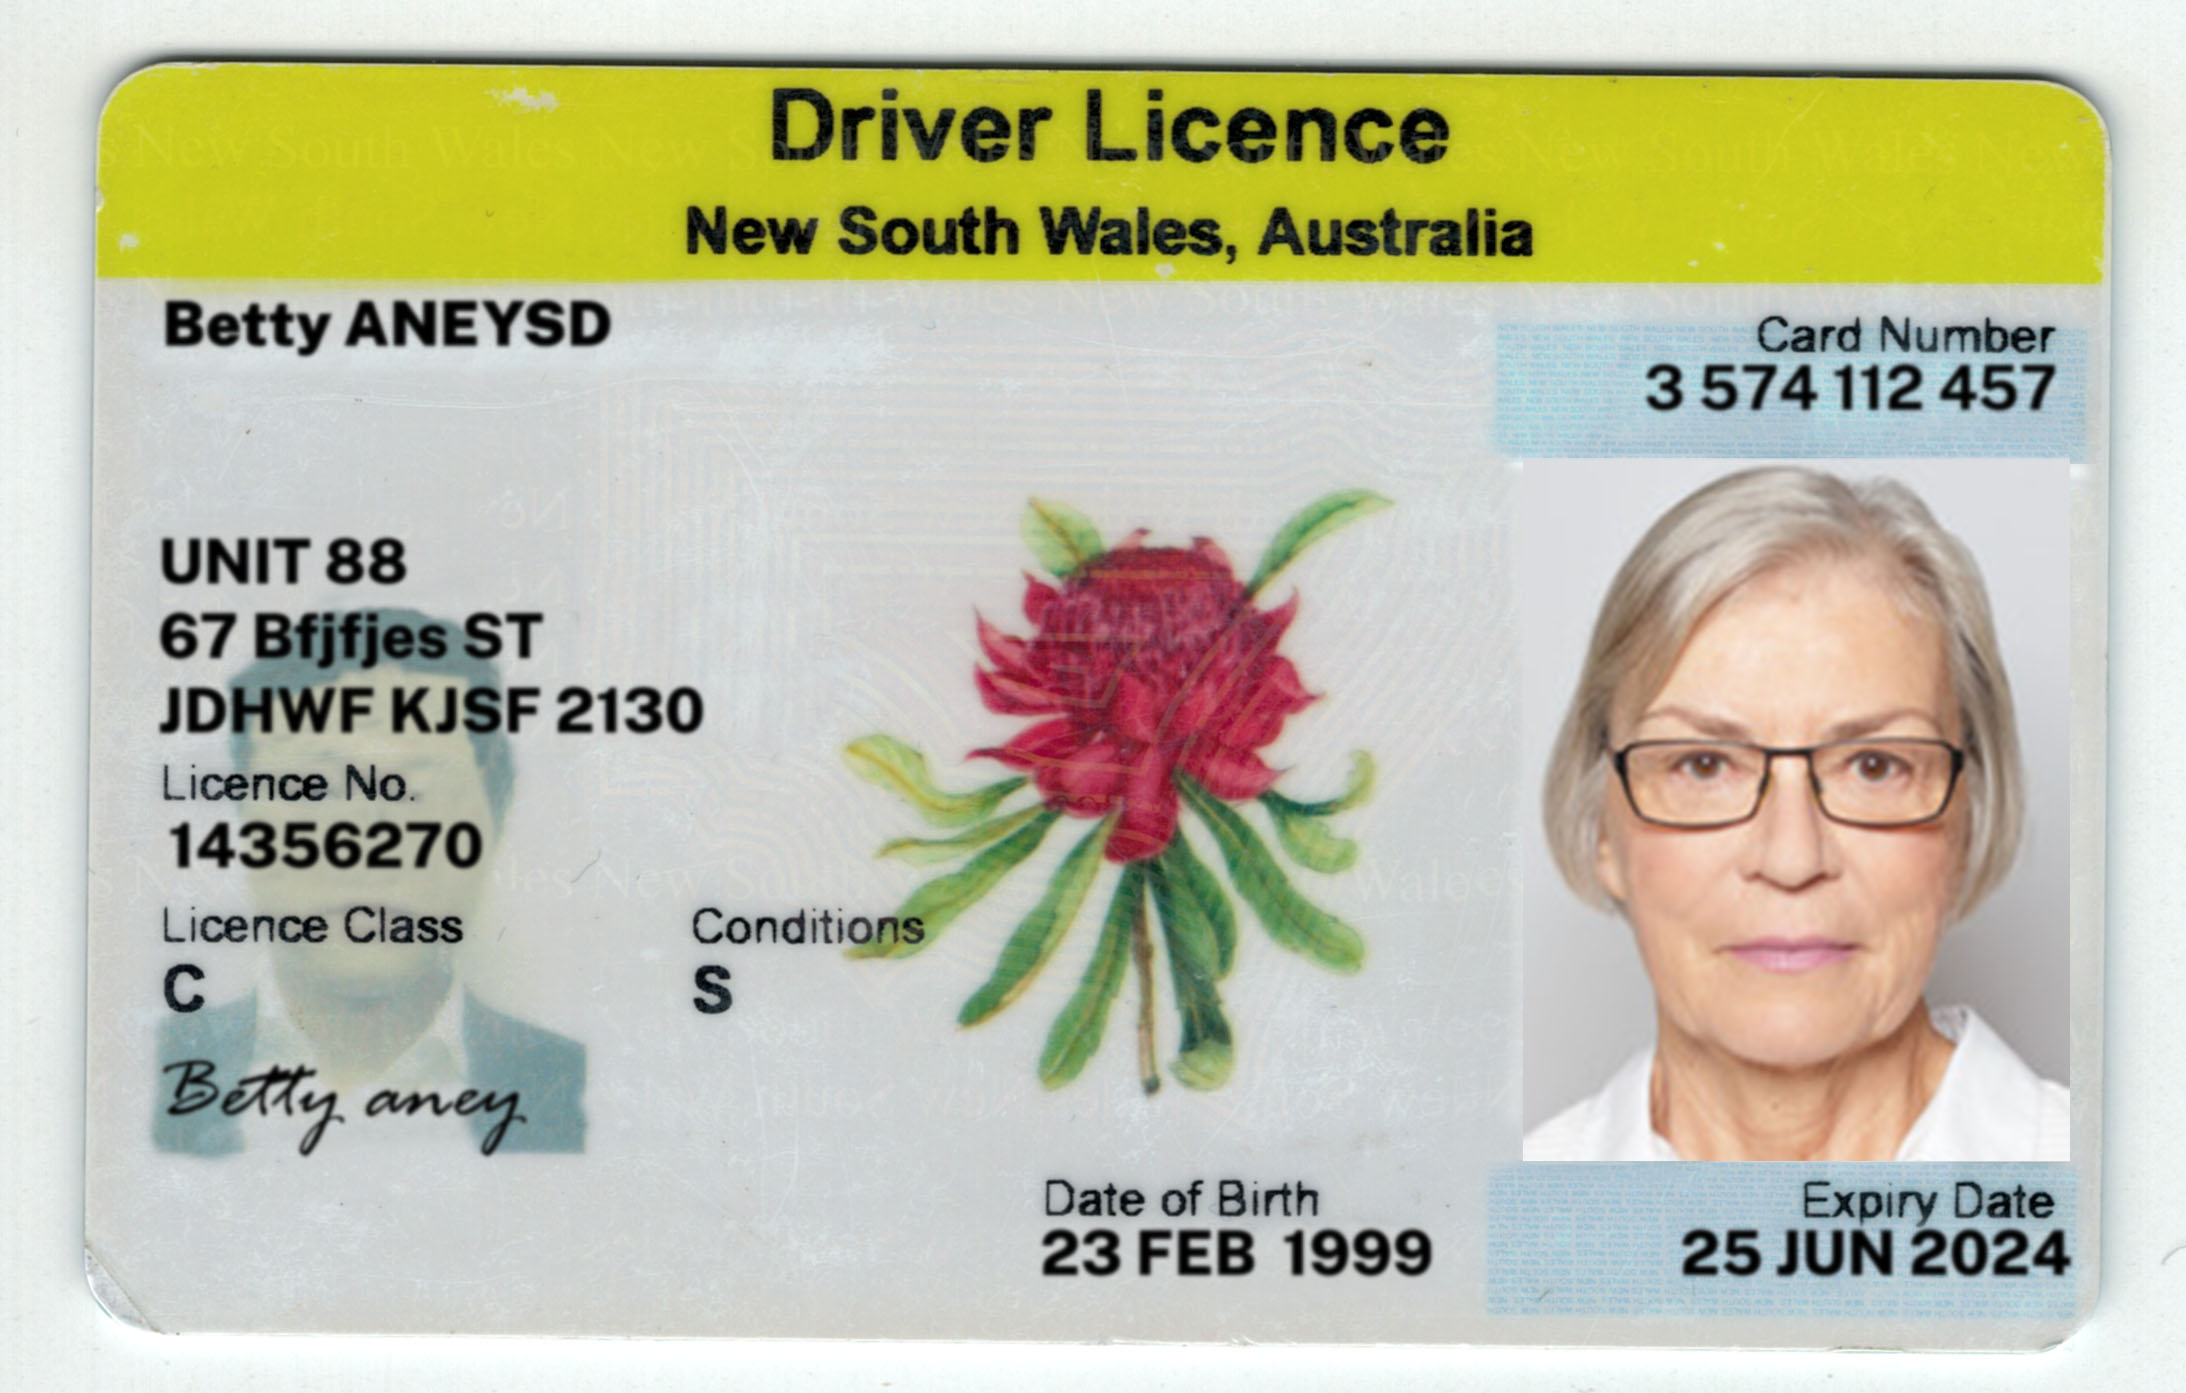 Driver Licence
New South Wales, Australia
Betty ANEYSD
Card Number
3 574 112 457
UNIT 88
67 Bfjfjes ST
JDHWF KJSF 2130
Licence No.
14356270
Licence Class
Conditions
C
S
Betty aney
Date of Birth
Expiry Date
23 FEB 1999
25 JUN 2024